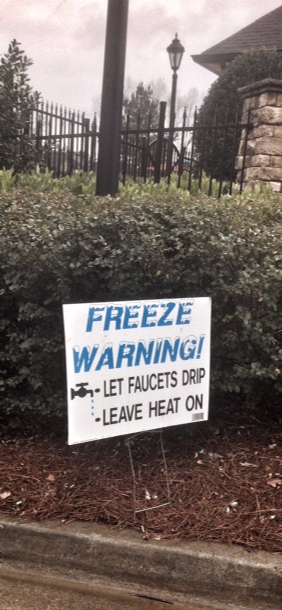 FREEZE
WARNING!
• LET FAUCETS DRIP
• LEAVE HEAT ON